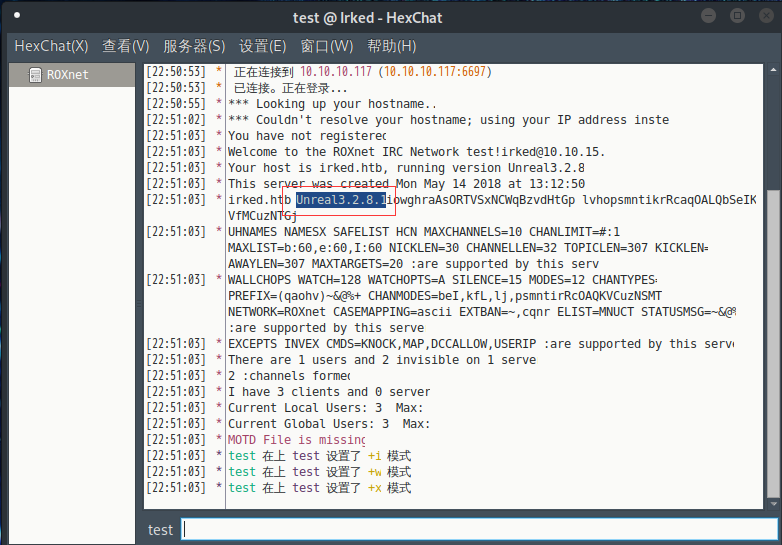 test @ Irked - HexChat
HexChat(X) 查看(V) 服务器(S) 设置(E) 窗口(W) 帮助(H)
ROXnet
[22:50:53] * 正在连接到 10.10.10.117 (10.10.10.117:6697)
[22:50:53] * 已连接。正在登录...
[22:50:55] * *** Looking up your hostname..
[22:51:02] * *** Couldn't resolve your hostname; using your IP address inste
[22:51:03] * You have not registered
[22:51:03] * Welcome to the ROXnet IRC Network test!irked@10.10.15.
[22:51:03] * Your host is irked.htb, running version Unreal3.2.8
[22:51:03] * This server was created Mon May 14 2018 at 13:12:50
[22:51:03] * irked.htb Unreal3.2.8.1 iowghraAsORTVSxNCWqBzvdHtGp lvhopsmntikrRcaqOALQbSeIK
VfMCuzNTGj
[22:51:03] * UHNAMES NAMESX SAFELIST HCN MAXCHANNELS=10 CHANLIMIT=#:1
MAXLIST=b:60,e:60,I:60 NICKLEN=30 CHANNELLEN=32 TOPICLEN=307 KICKLEN=
AWAYLEN=307 MAXTARGETS=20 :are supported by this serv
[22:51:03] * WALLCHOPS WATCH=128 WATCHOPTS=A SILENCE=15 MODES=12 CHANTYPES=
PREFIX=(qaohv)~&@%+ CHANMODES=beI,kfL,lj,psmntirRcOAQKVCuzNSMT
NETWORK=ROXnet CASEMAPPING=ascii EXTBAN=~,cqnr ELIST=MNUCT STATUSMSG=~&@%
:are supported by this serve
[22:51:03] * EXCEPTS INVEX CMDS=KNOCK,MAP,DCCALLOW,USERIP :are supported by this serve
[22:51:03] * There are 1 users and 2 invisible on 1 serve
[22:51:03] * 2 :channels formed
[22:51:03] * I have 3 clients and 0 server
[22:51:03] * Current Local Users: 3 Max:
[22:51:03] * Current Global Users: 3 Max:
[22:51:03] * MOTD File is missing
[22:51:03] * test 在上 test 设置了 +i 模式
[22:51:03] * test 在上 test 设置了 +w 模式
[22:51:03] * test 在上 test 设置了 +x 模式
test